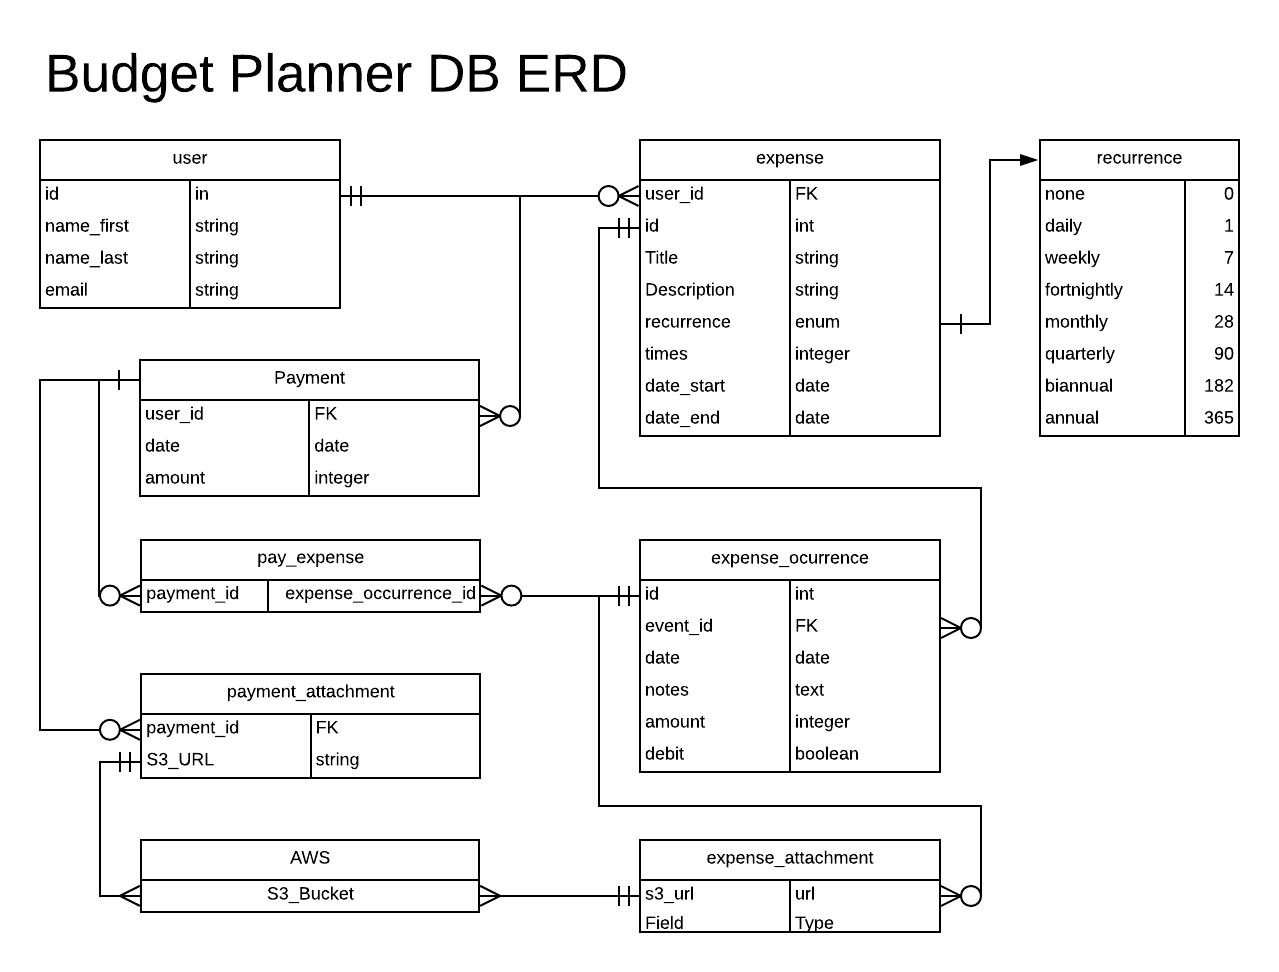 Budget Planner DB ERD
user
id in
name_first string
name_last string
email string
expense
user_id FK
id int
Title string
Description string
recurrence enum
times integer
date_start date
date_end date
recurrence
none 0
daily 1
weekly 7
fortnightly 14
monthly 28
quarterly 90
biannual 182
annual 365
Payment
user_id FK
date date
amount integer
pay_expense
payment_id expense_occurrence_id
expense_ocurrence
id int
event_id FK
date date
notes text
amount integer
debit boolean
payment_attachment
payment_id FK
S3_URL string
AWS
S3_Bucket
expense_attachment
s3_url url
Field Type